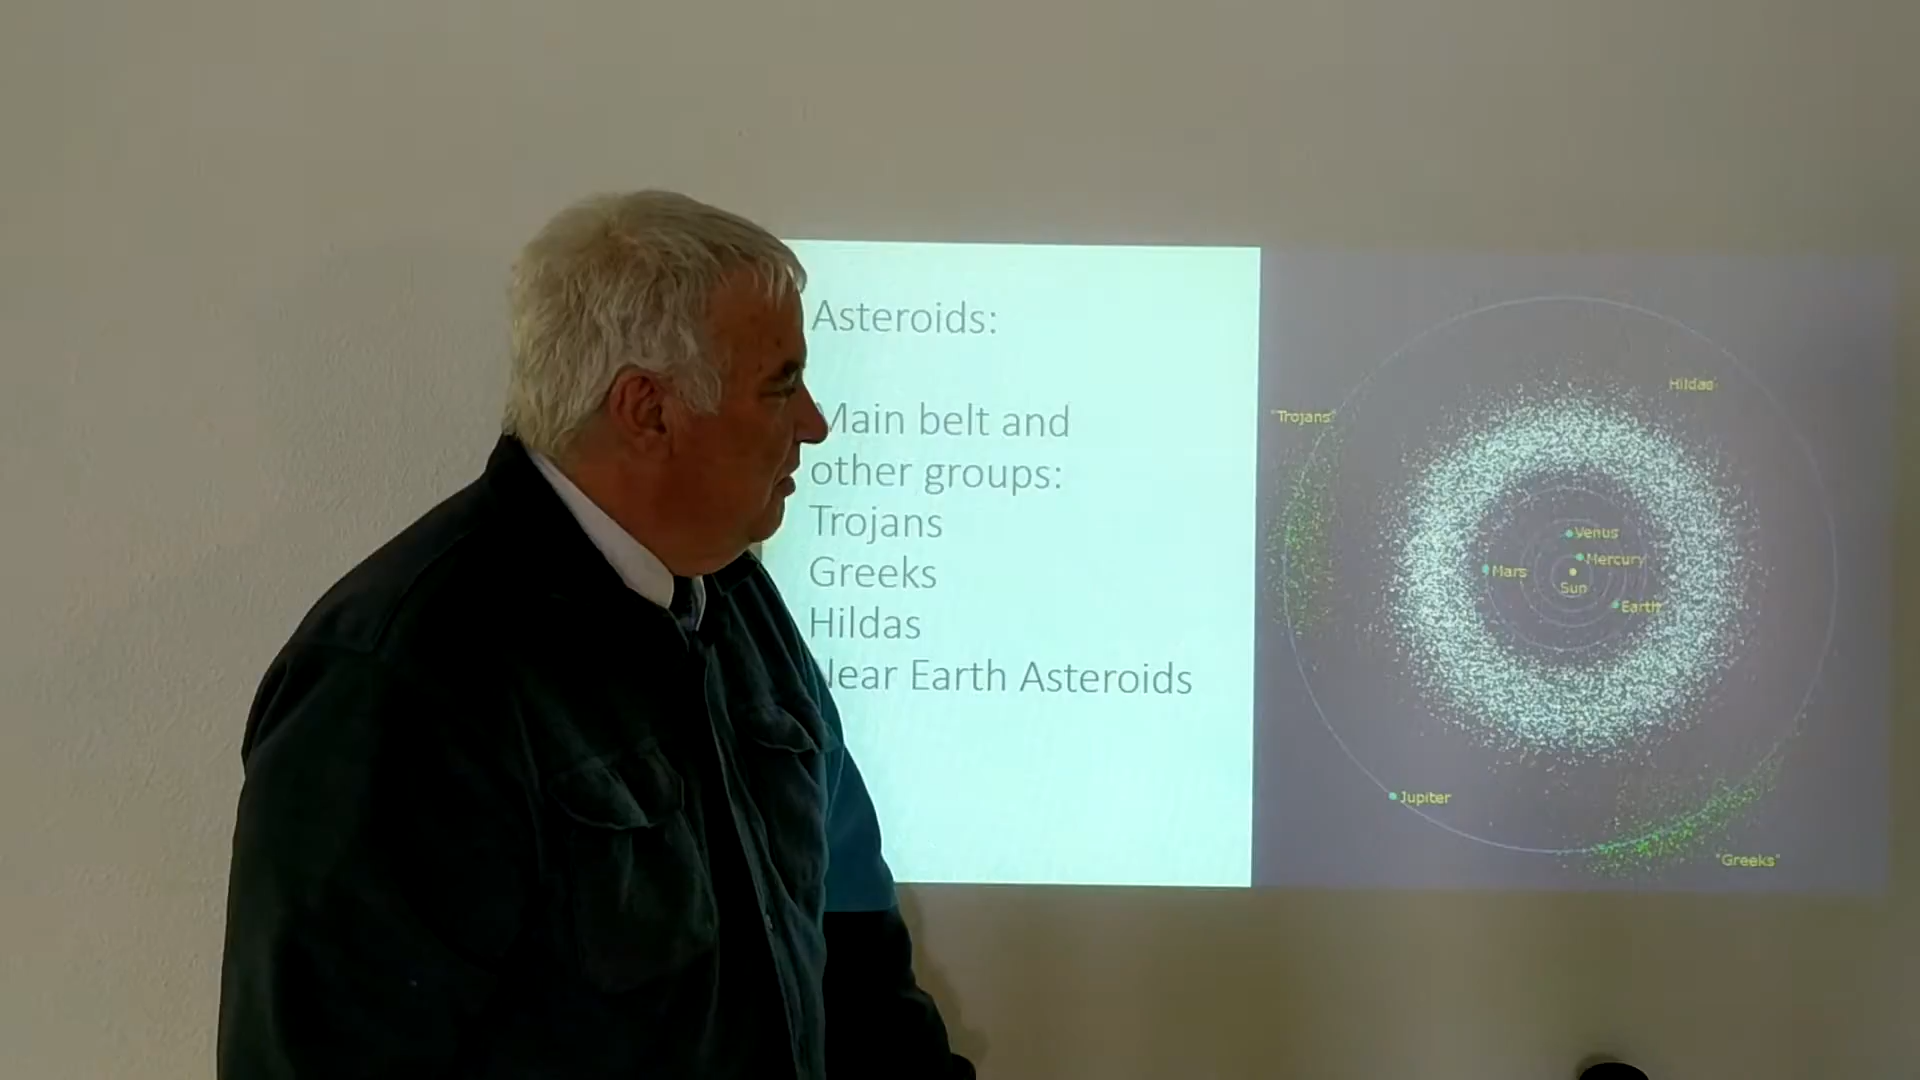 Asteroids:
Main belt and
other groups:
Trojans
Greeks
Hildas
Near Earth Asteroids
Hildas
"Trojans"
Venus
Mercury
Mars
Sun
Earth
Jupiter
"Greeks"